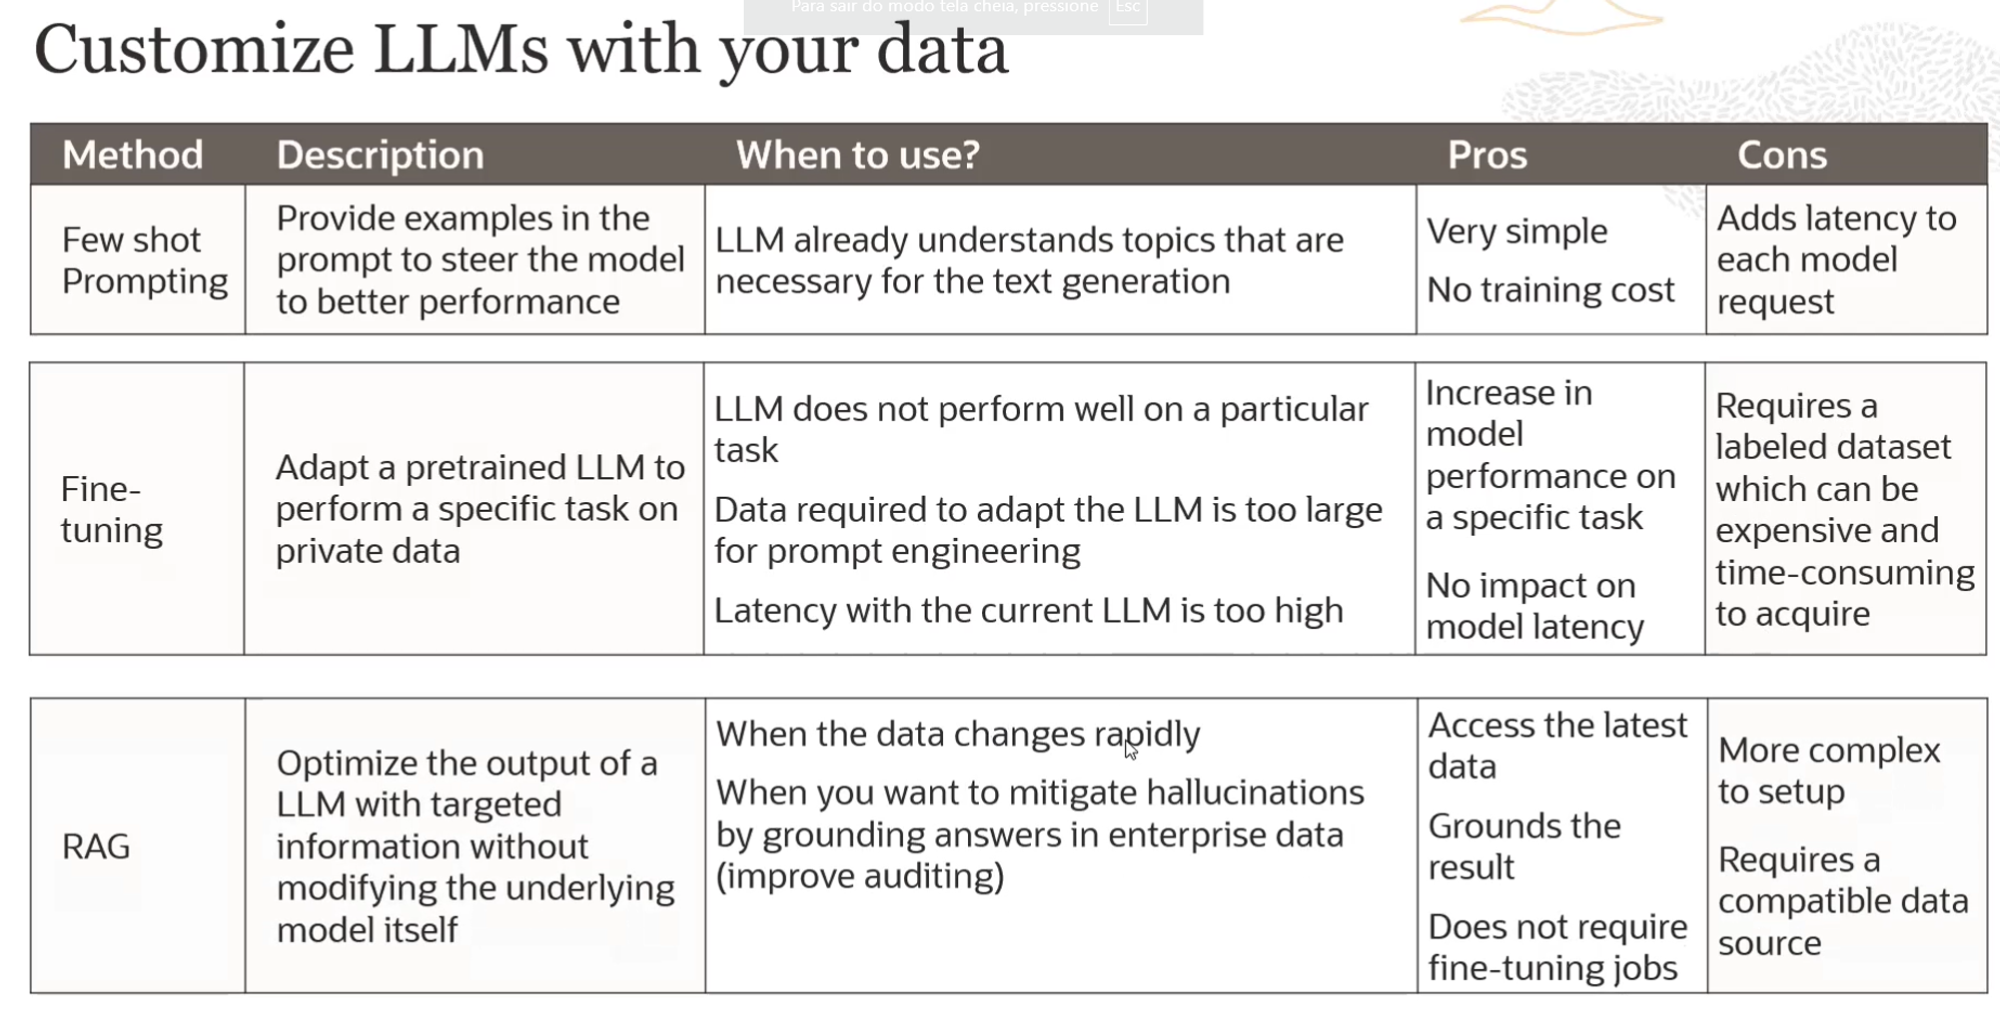 Para sair do modo tela cheia, pressione Esc
Customize LLMs with your data
Method Description When to use? Pros Cons
Few shot
Prompting
Provide examples in the
prompt to steer the model
to better performance
LLM already understands topics that are
necessary for the text generation
Very simple
No training cost
Adds latency to
each model
request
Fine-
tuning
Adapt a pretrained LLM to
perform a specific task on
private data
LLM does not perform well on a particular
task
Data required to adapt the LLM is too large
for prompt engineering
Latency with the current LLM is too high
Increase in
model
performance on
a specific task
No impact on
model latency
Requires a
labeled dataset
which can be
expensive and
time-consuming
to acquire
RAG
Optimize the output of a
LLM with targeted
information without
modifying the underlying
model itself
When the data changes rapidly
When you want to mitigate hallucinations
by grounding answers in enterprise data
(improve auditing)
Access the latest
data
Grounds the
result
Does not require
fine-tuning jobs
More complex
to setup
Requires a
compatible data
source